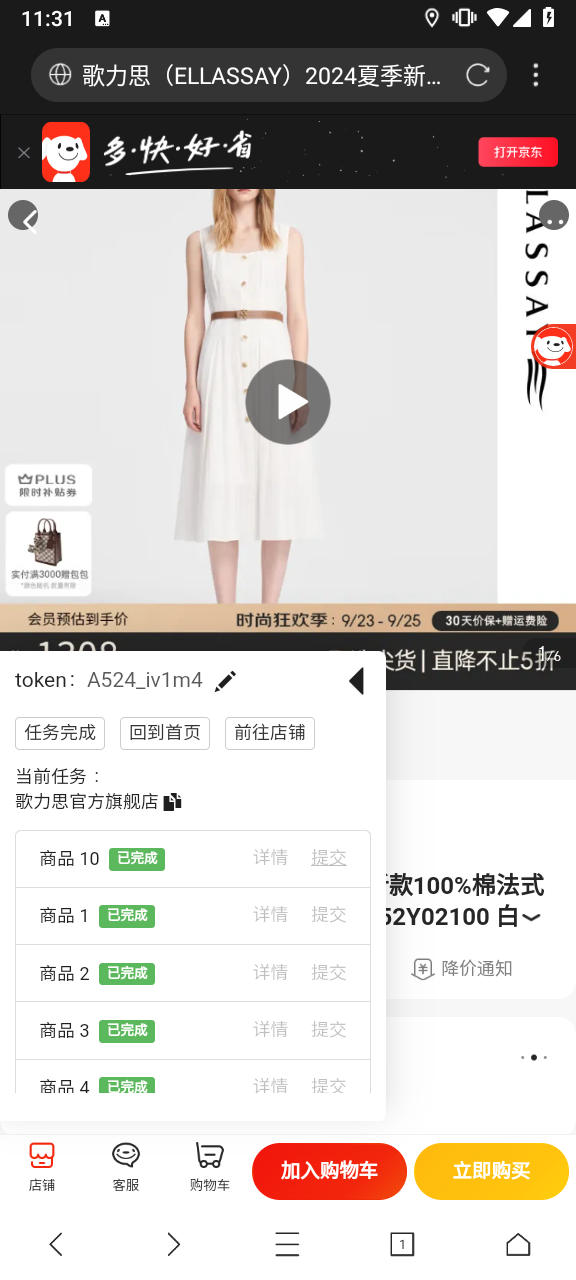 11:31
歌力思（ELLASSAY）2024夏季新...
多·快·好·省
打开京东
LASSAY
PLUS
限时补贴券
实付满3000赠包包
会员预估到手价
时尚狂欢季：9/23 - 9/25
30天价保+赠运费险
尖货 | 直降不止5折
1/6
token：A524_iv1m4
任务完成
回到首页
前往店铺
当前任务：
歌力思官方旗舰店
商品 10 已完成 详情 提交
商品 1 已完成 详情 提交
商品 2 已完成 详情 提交
商品 3 已完成 详情 提交
商品 4 已完成 详情 提交
款100%棉法式
52Y02100 白
降价通知
店铺
客服
购物车
加入购物车
立即购买
1